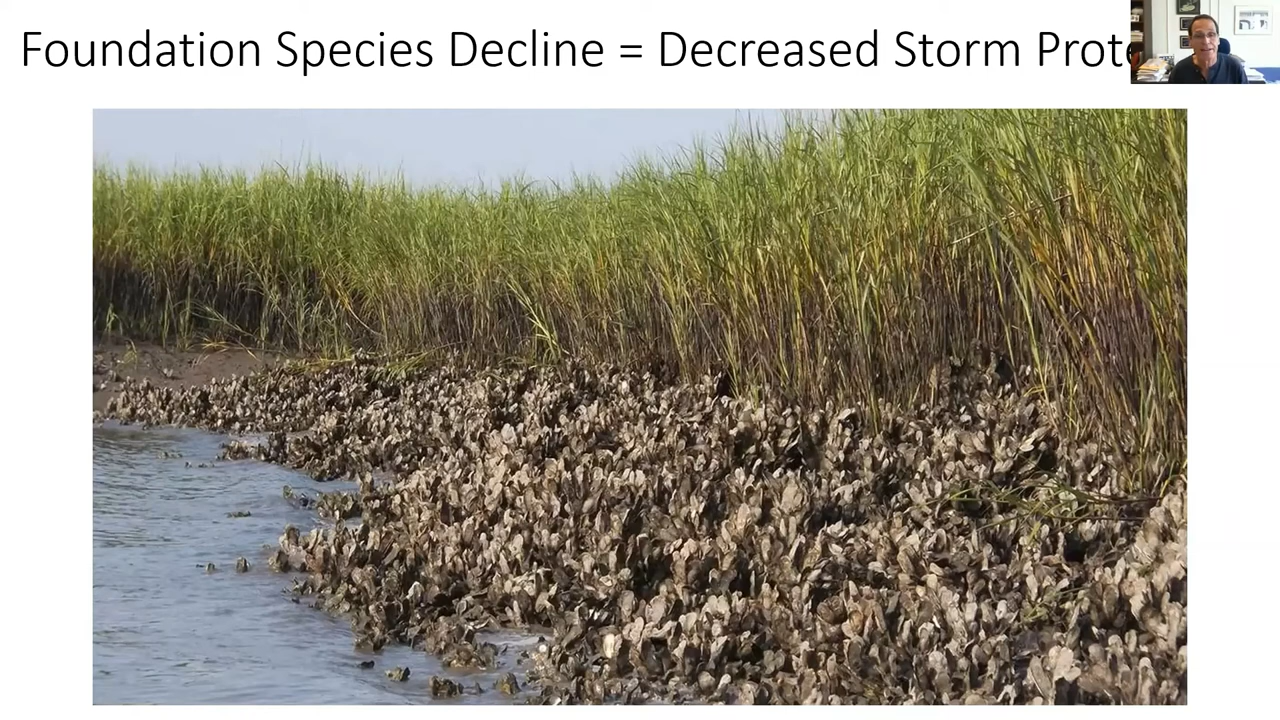 Foundation Species Decline = Decreased Storm